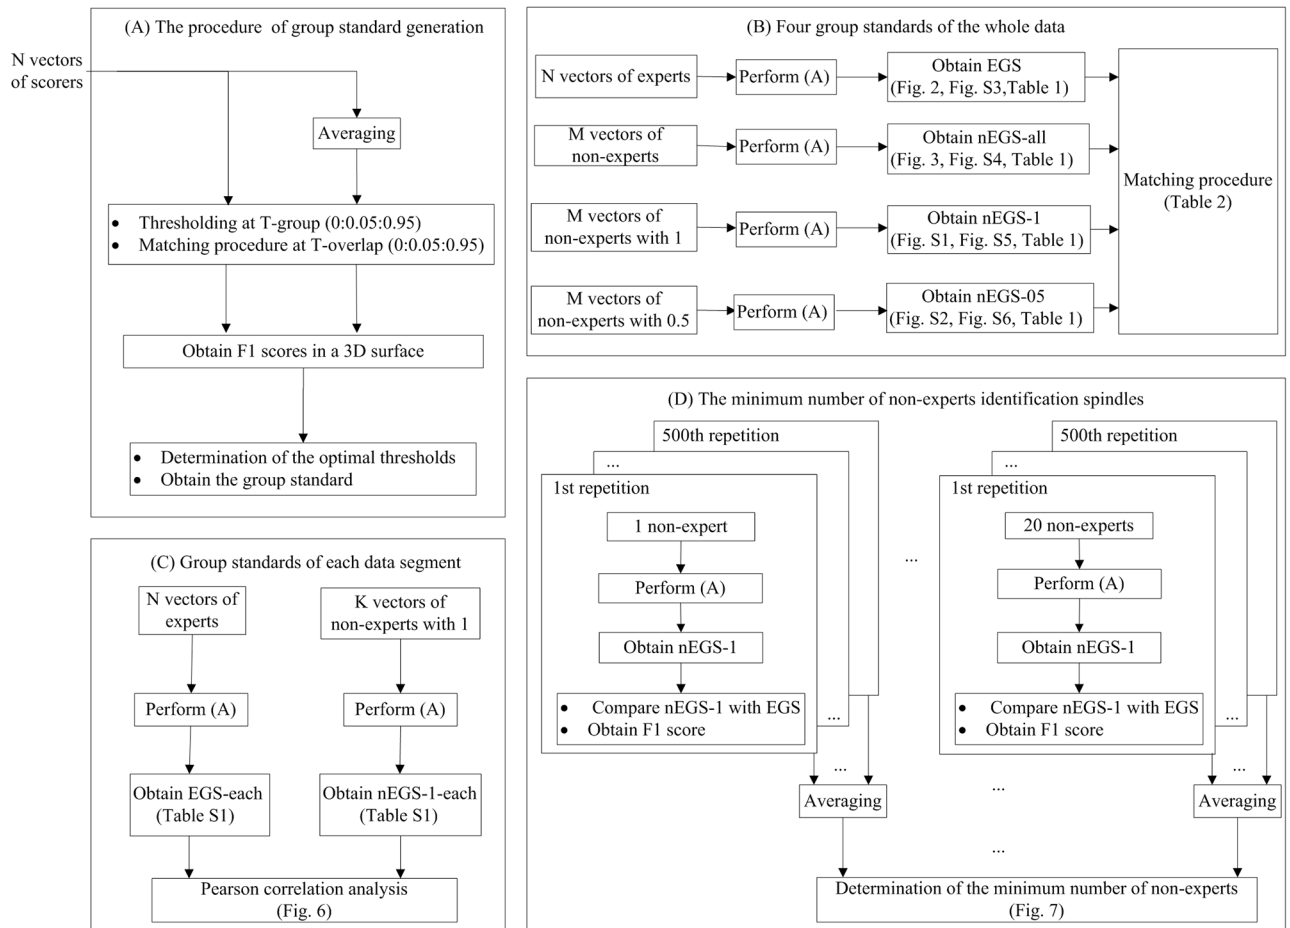 (A) The procedure of group standard generation
N vectors
of scorers
Averaging
● Thresholding at T-group (0:0.05:0.95)
● Matching procedure at T-overlap (0:0.05:0.95)
Obtain F1 scores in a 3D surface
● Determination of the optimal thresholds
● Obtain the group standard
(B) Four group standards of the whole data
N vectors of experts
Perform (A)
Obtain EGS
(Fig. 2, Fig. S3,Table 1)
M vectors of
non-experts
Perform (A)
Obtain nEGS-all
(Fig. 3, Fig. S4, Table 1)
M vectors of
non-experts with 1
Perform (A)
Obtain nEGS-1
(Fig. S1, Fig. S5, Table 1)
M vectors of
non-experts with 0.5
Perform (A)
Obtain nEGS-05
(Fig. S2, Fig. S6, Table 1)
Matching procedure
(Table 2)
(C) Group standards of each data segment
N vectors of
experts
Perform (A)
Obtain EGS-each
(Table S1)
K vectors of
non-experts with 1
Perform (A)
Obtain nEGS-1-each
(Table S1)
Pearson correlation analysis
(Fig. 6)
(D) The minimum number of non-experts identification spindles
500th repetition
...
1st repetition
1 non-expert
Perform (A)
Obtain nEGS-1
● Compare nEGS-1 with EGS
● Obtain F1 score
...
...
Averaging
...
...
...
500th repetition
...
1st repetition
20 non-experts
Perform (A)
Obtain nEGS-1
● Compare nEGS-1 with EGS
● Obtain F1 score
...
...
Averaging
Determination of the minimum number of non-experts
(Fig. 7)